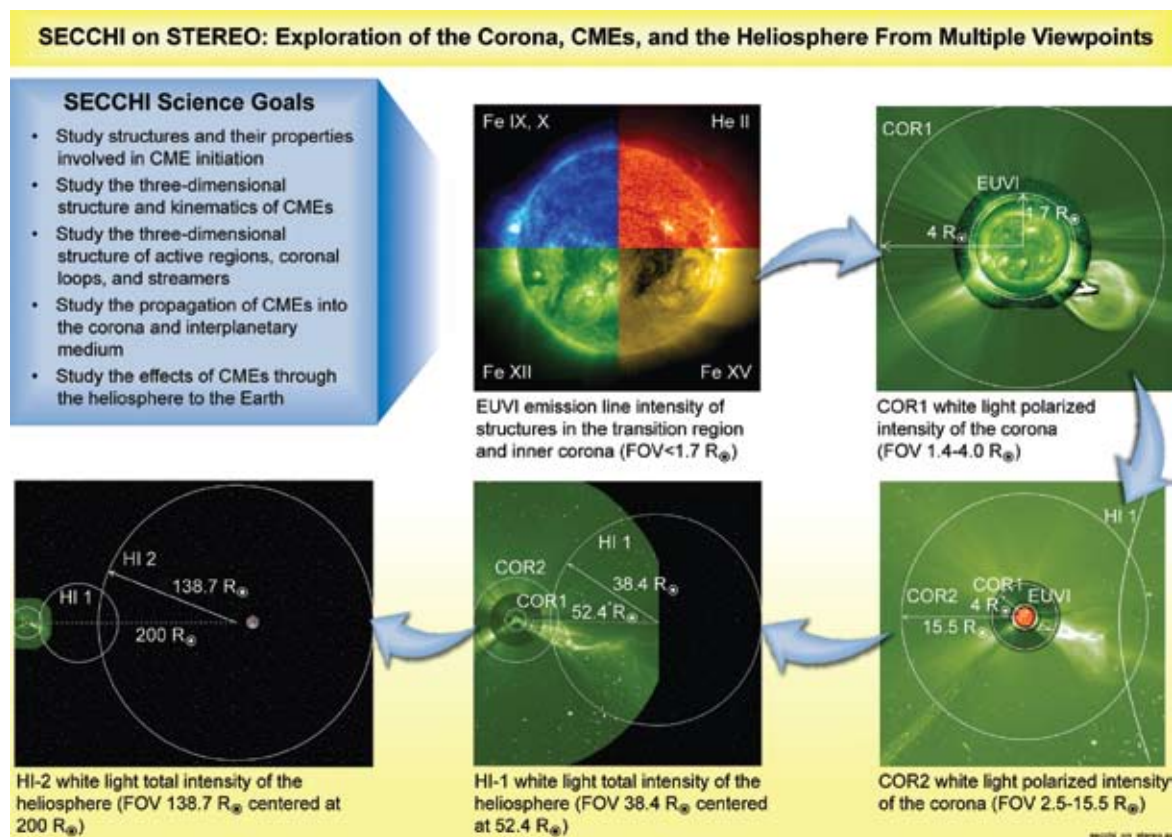 SECCHI on STEREO: Exploration of the Corona, CMEs, and the Heliosphere From Multiple Viewpoints
SECCHI Science Goals
• Study structures and their properties
involved in CME initiation
• Study the three-dimensional
structure and kinematics of CMEs
• Study the three-dimensional
structure of active regions, coronal
loops, and streamers
• Study the propagation of CMEs into
the corona and interplanetary
medium
• Study the effects of CMEs through
the heliosphere to the Earth
Fe IX, X
He II
Fe XII
Fe XV
EUVI emission line intensity of
structures in the transition region
and inner corona (FOV<1.7 R⊙)
COR1
EUVI
1.7 R⊙
4 R⊙
COR1 white light polarized
intensity of the corona
(FOV 1.4-4.0 R⊙)
HI 1
COR1
EUVI
COR2
4 R⊙
15.5 R⊙
COR2 white light polarized intensity
of the corona (FOV 2.5-15.5 R⊙)
HI 1
COR2
38.4 R⊙
COR1
52.4 R⊙
HI-1 white light total intensity of the
heliosphere (FOV 38.4 R⊙ centered
at 52.4 R⊙)
HI 2
138.7 R⊙
HI 1
200 R⊙
HI-2 white light total intensity of the
heliosphere (FOV 138.7 R⊙ centered at
200 R⊙)